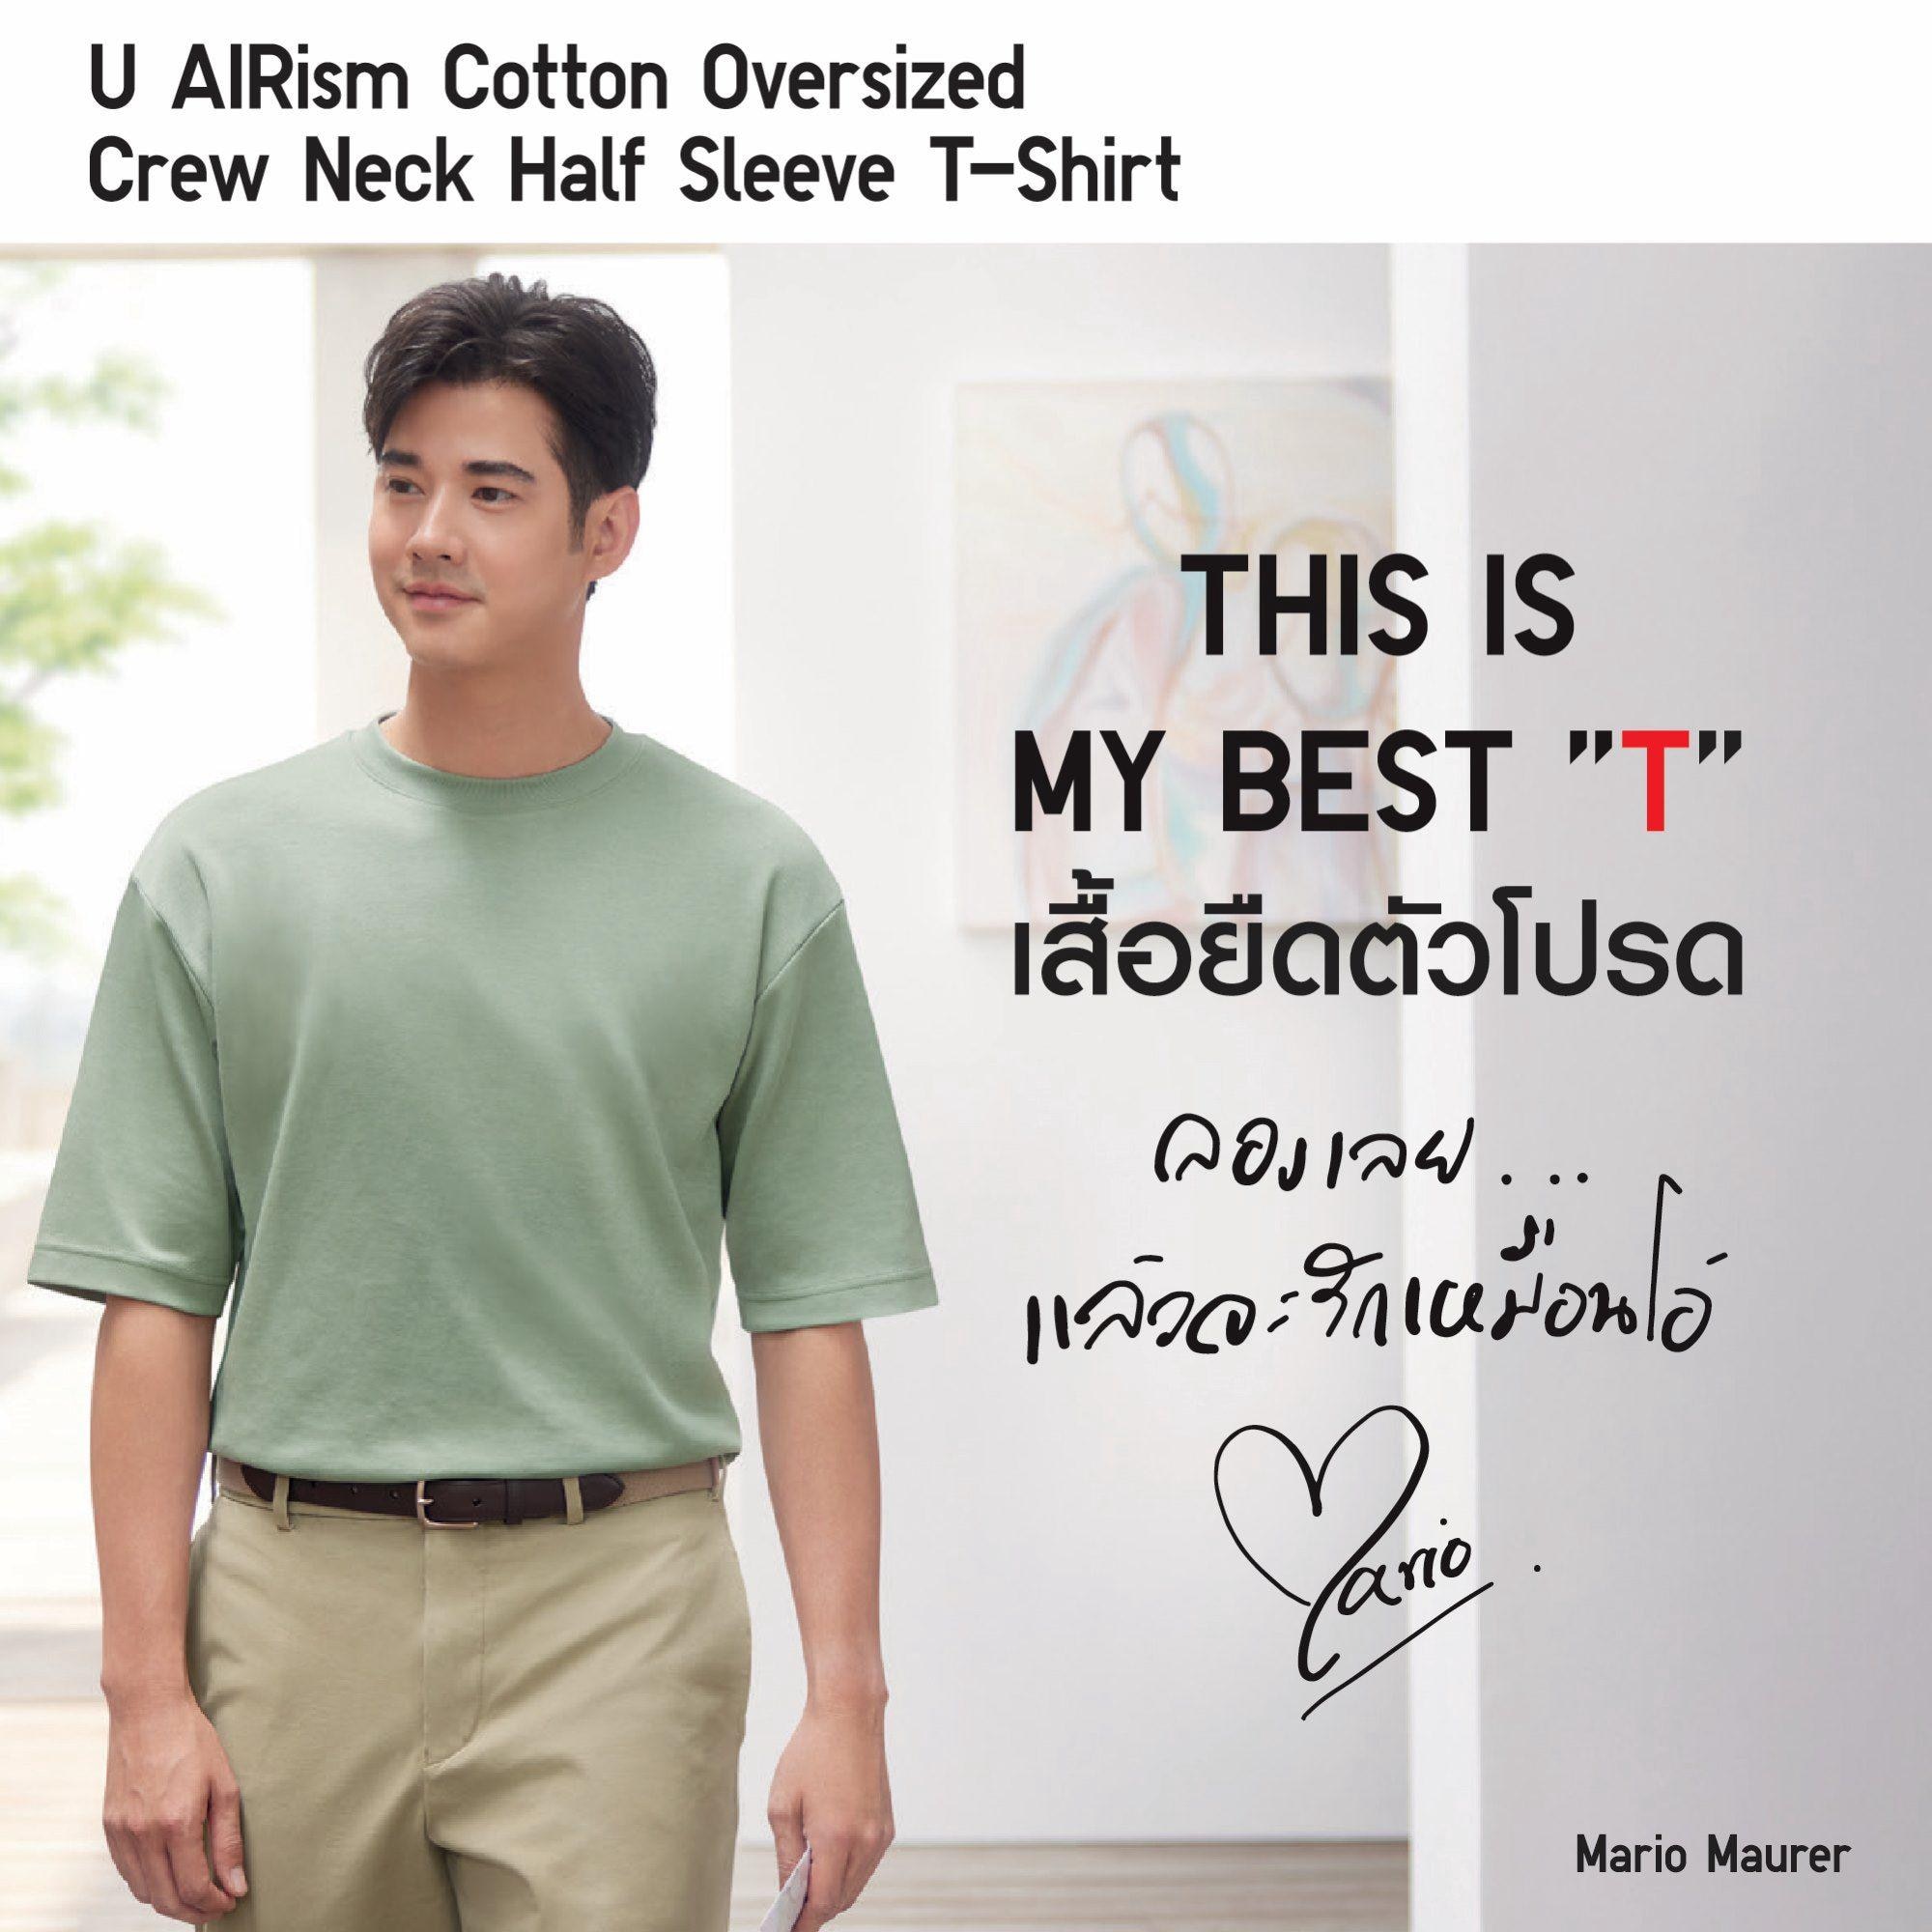 U AIRism Cotton Oversized
Crew Neck Half Sleeve T-Shirt
THIS IS
MY BEST "T"
เสื้อยืดตัวโปรด
ลองเลย...
แล้วจะรู้สึกเหมือนโอ้
Mario
Mario Maurer